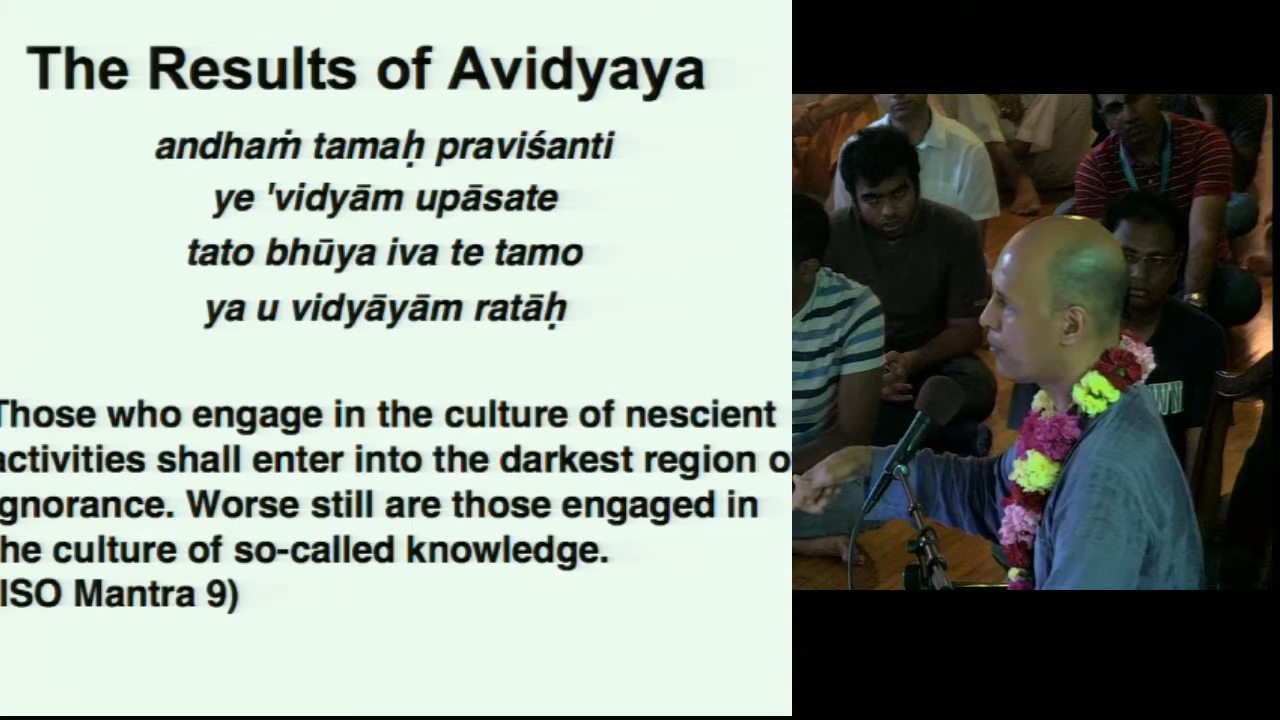 The Results of Avidyaya
andhaṁ tamaḥ praviśanti
ye 'vidyām upāsate
tato bhūya iva te tamo
ya u vidyāyām ratāḥ
Those who engage in the culture of nescient
activities shall enter into the darkest region o
gnorance. Worse still are those engaged in
he culture of so-called knowledge.
ISO Mantra 9)